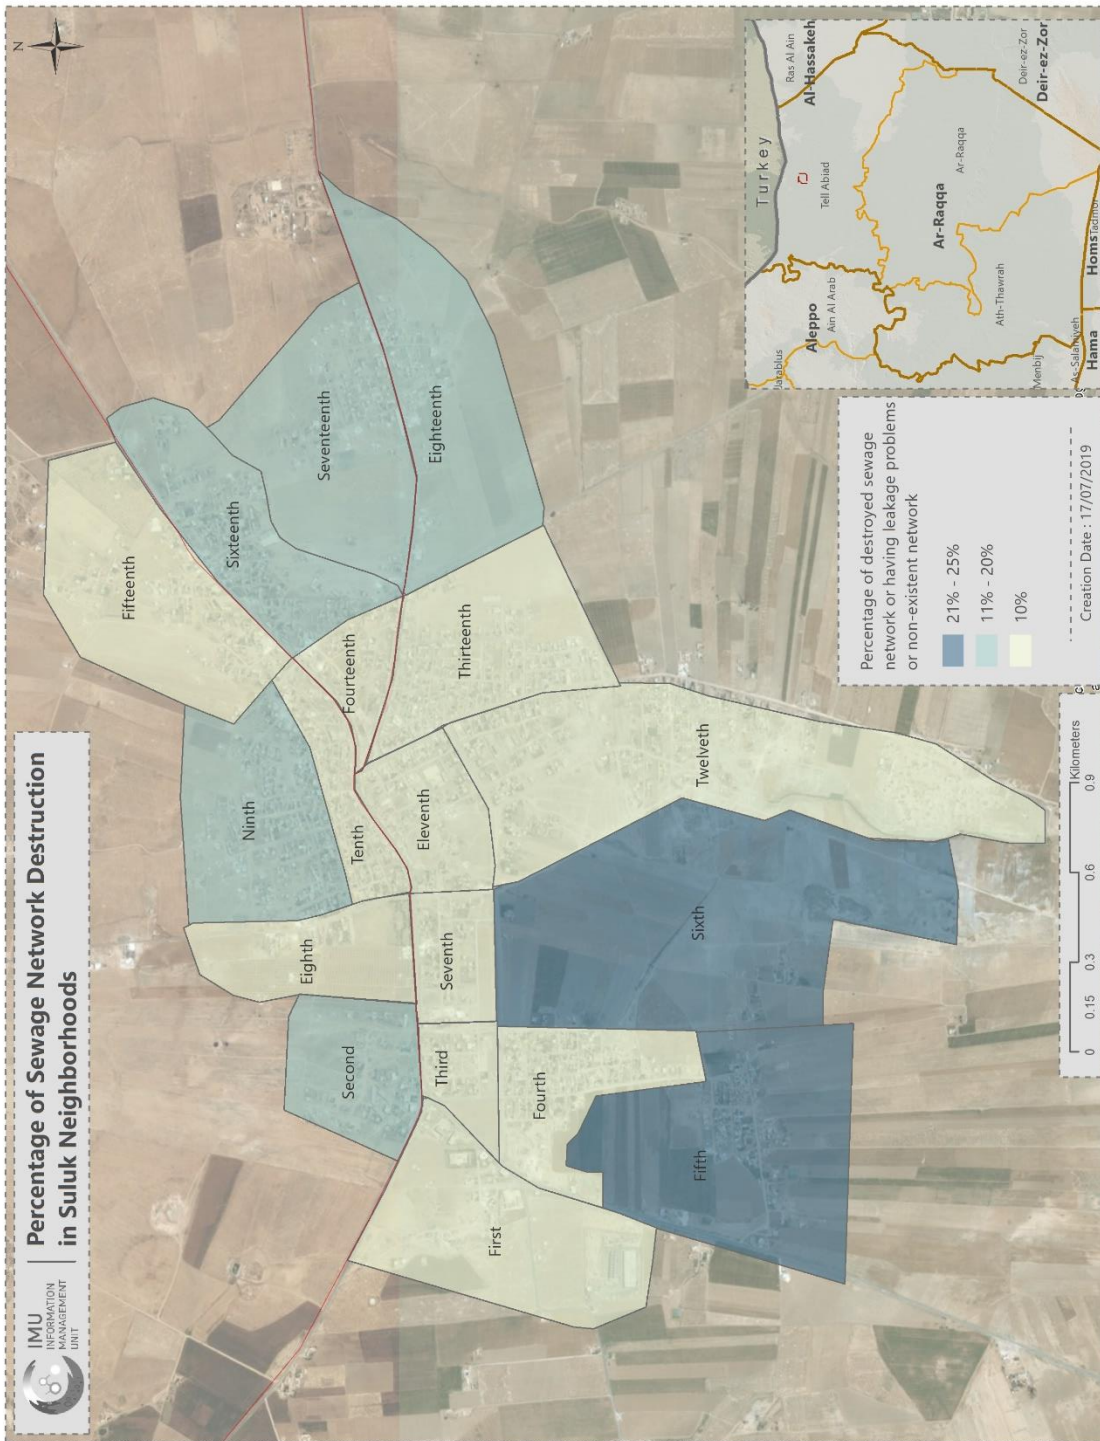 IMU
INFORMATION
MANAGEMENT
UNIT
Percentage of Sewage Network Destruction
in Suluk Neighborhoods
N
Fifteenth
Sixteenth
Seventeenth
Eighteenth
Ninth
Fourteenth
Thirteenth
Tenth
Eleventh
Twelveth
Eighth
Seventh
Sixth
Second
Third
Fourth
Fifth
First
Turkey
Ras Al Ain
Al-Hassakeh
Tell Abiad
Jarablus
Aleppo
Ain Al Arab
Ar-Raqqa
Ar-Raqqa
Deir-ez-Zor
Deir-ez-Zor
Ath-Thawrah
Menbij
As-Salamiyeh
Hama
Homs
Percentage of destroyed sewage
network or having leakage problems
or non-existent network
21% - 25%
11% - 20%
10%
Creation Date : 17/07/2019
Kilometers
0 0.15 0.3 0.6 0.9